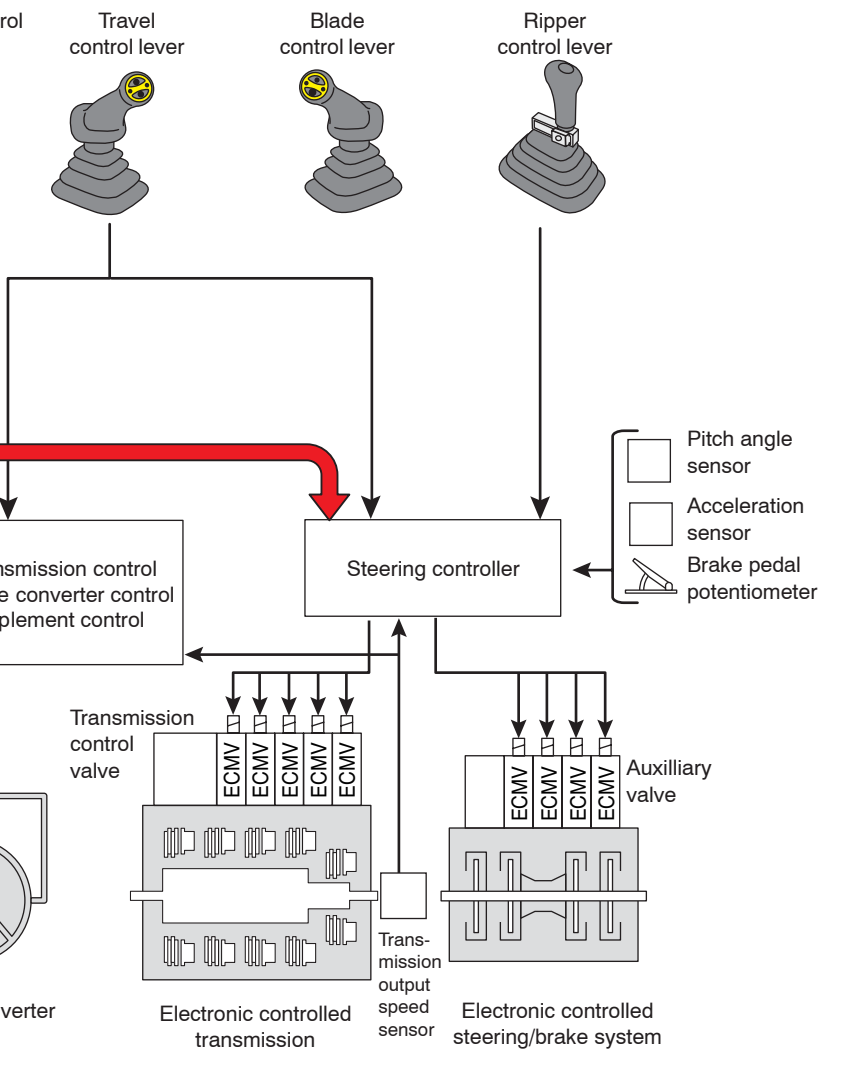 rol
Travel
control lever
Blade
control lever
Ripper
control lever
Pitch angle
sensor
Acceleration
sensor
Brake pedal
potentiometer
nsmission control
e converter control
plement control
Steering controller
Transmission
control
valve
ECMV
ECMV
ECMV
ECMV
ECMV
ECMV
ECMV
ECMV
ECMV
Auxilliary
valve
Trans-
mission
output
speed
sensor
verter
Electronic controlled
transmission
Electronic controlled
steering/brake system